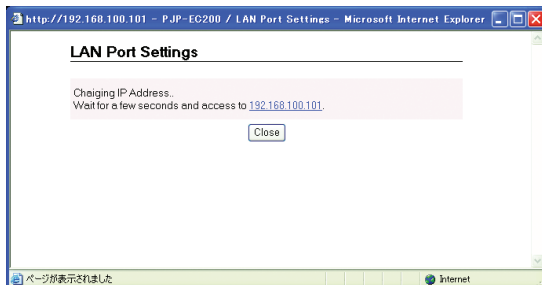 http://192.168.100.101 - PJP-EC200 / LAN Port Settings - Microsoft Internet Explorer
LAN Port Settings
Chaiging IP Address..
Wait for a few seconds and access to 192.168.100.101.
Close
ページが表示されました
Internet